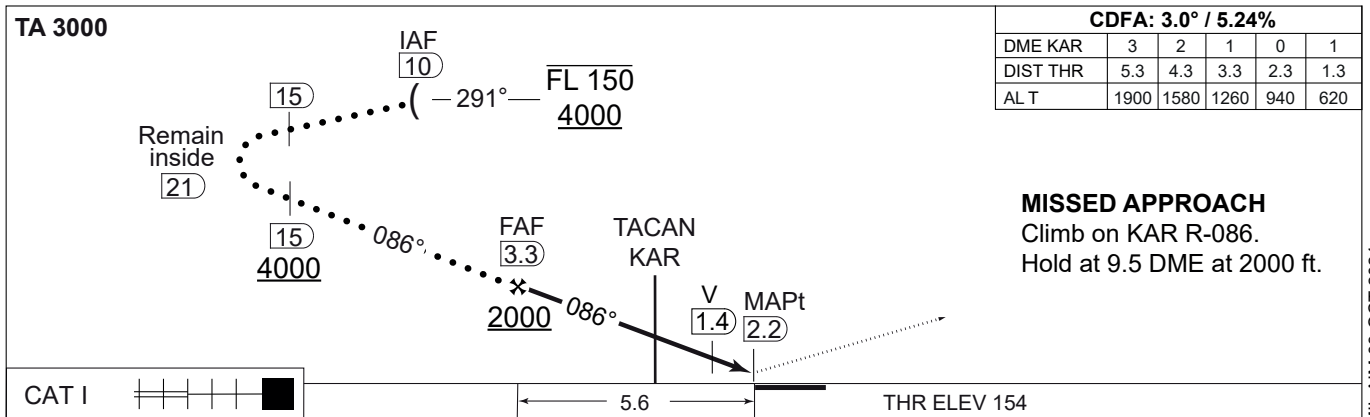 TA 3000
IAF
10
291°
FL 150
4000
15
Remain
inside
21
15
4000
086°
FAF
3.3
2000
086°
TACAN
KAR
V
1.4
MAPt
2.2
CDFA: 3.0° / 5.24%
DME KAR 3 2 1 0 1
DIST THR 5.3 4.3 3.3 2.3 1.3
ALT 1900 1580 1260 940 620
MISSED APPROACH
Climb on KAR R-086.
Hold at 9.5 DME at 2000 ft.
CAT I
5.6
THR ELEV 154